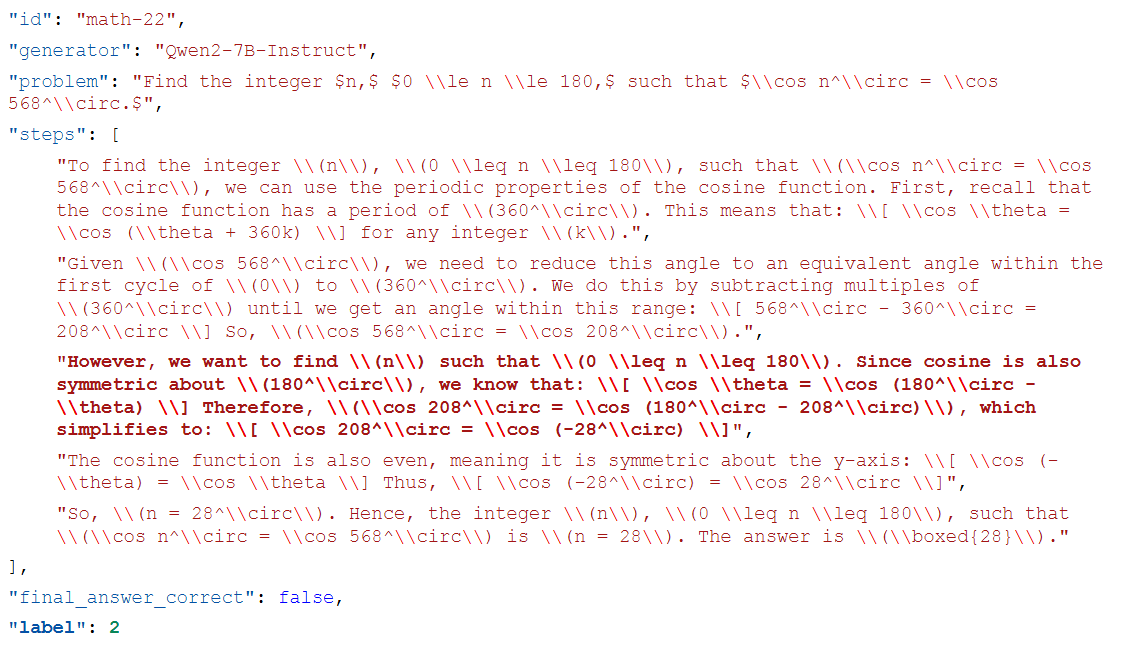 "id": "math-22",
"generator": "Qwen2-7B-Instruct",
"problem": "Find the integer $n,$ $0 \\le n \\le 180,$ such that $\\cos n^\\circ = \\cos
568^\\circ.$",
"steps": [
"To find the integer \\(n\\), \\(0 \\leq n \\leq 180\\), such that \\(\\cos n^\\circ = \\cos
568^\\circ\\), we can use the periodic properties of the cosine function. First, recall that
the cosine function has a period of \\(360^\\circ\\). This means that: \\[ \\cos \\theta =
\\cos (\\theta + 360k) \\] for any integer \\(k\\).",
"Given \\(\\cos 568^\\circ\\), we need to reduce this angle to an equivalent angle within the
first cycle of \\(0\\) to \\(360^\\circ\\). We do this by subtracting multiples of
\\(360^\\circ\\) until we get an angle within this range: \\[ 568^\\circ - 360^\\circ =
208^\\circ \\] So, \\(\\cos 568^\\circ = \\cos 208^\\circ\\).",
"However, we want to find \\(n\\) such that \\(0 \\leq n \\leq 180\\). Since cosine is also
symmetric about \\(180^\\circ\\), we know that: \\[ \\cos \\theta = \\cos (180^\\circ -
\\theta) \\] Therefore, \\(\\cos 208^\\circ = \\cos (180^\\circ - 208^\\circ)\\), which
simplifies to: \\[ \\cos 208^\\circ = \\cos (-28^\\circ) \\]",
"The cosine function is also even, meaning it is symmetric about the y-axis: \\[ \\cos (-
\\theta) = \\cos \\theta \\] Thus, \\[ \\cos (-28^\\circ) = \\cos 28^\\circ \\]",
"So, \\(n = 28^\\circ\\). Hence, the integer \\(n\\), \\(0 \\leq n \\leq 180\\), such that
\\(\\cos n^\\circ = \\cos 568^\\circ\\) is \\(n = 28\\). The answer is \\(\\boxed{28}\\)."
],
"final_answer_correct": false,
"label": 2